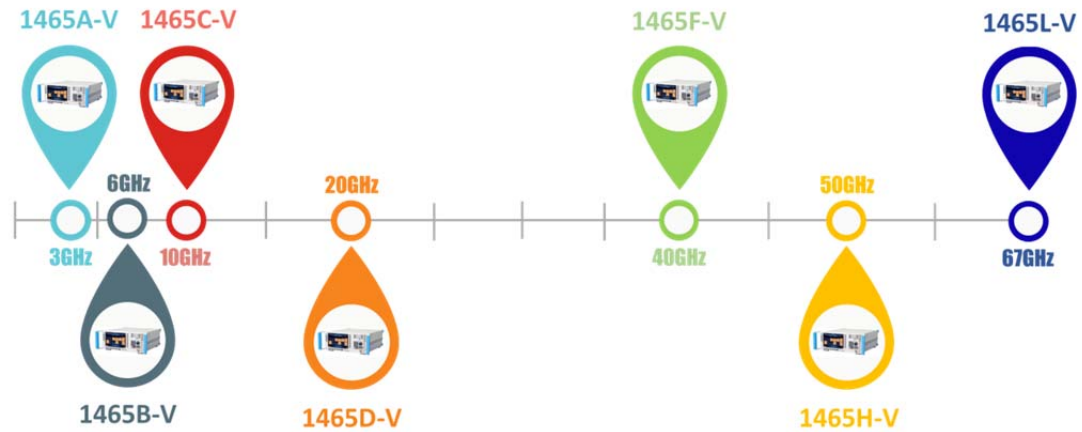 1465A-V
1465C-V
1465F-V
1465L-V
6GHz
20GHz
50GHz
3GHz
10GHz
40GHz
67GHz
1465B-V
1465D-V
1465H-V